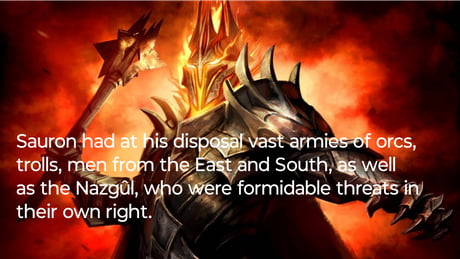 Sauron had at his disposal vast armies of orcs,
trolls, men from the East and South, as well
as the Nazgûl, who were formidable threats in
their own right.